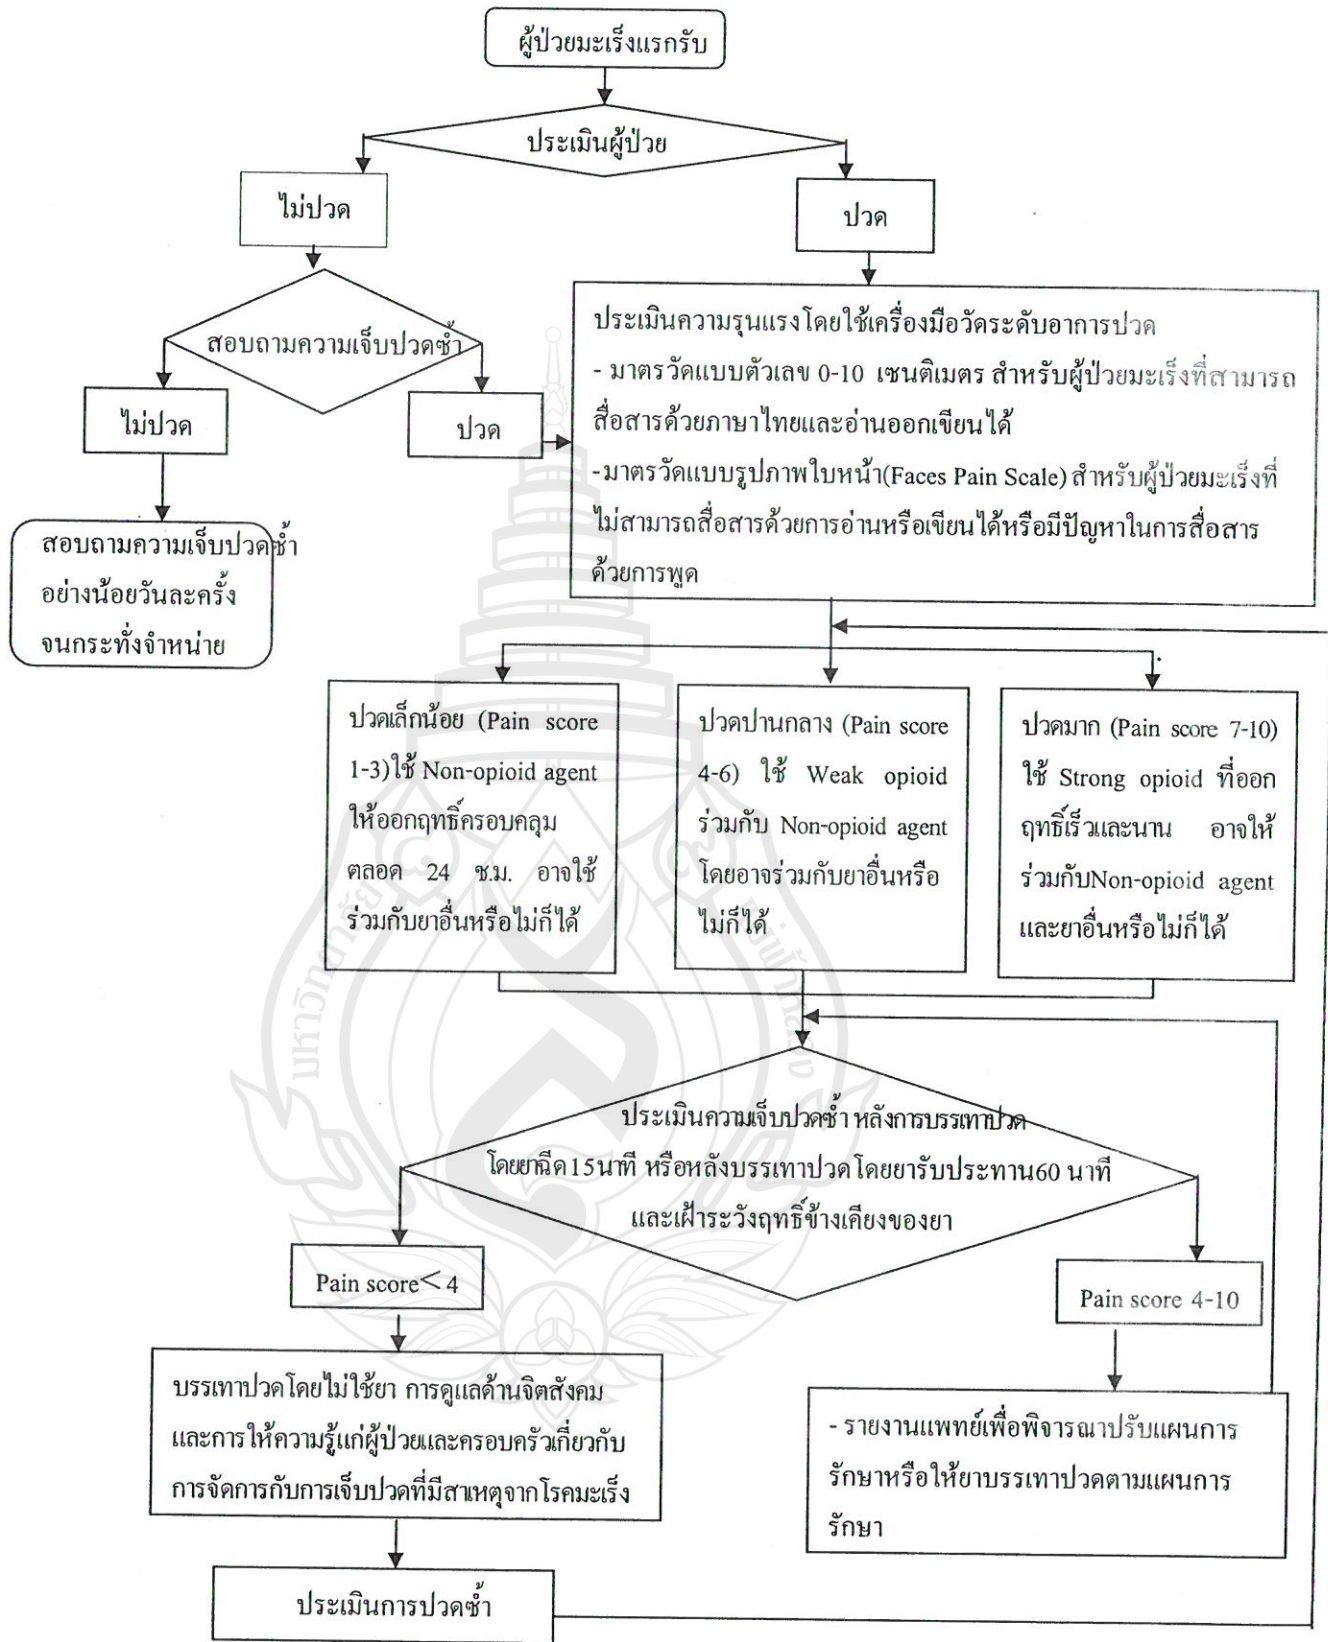 ผู้ป่วยมะเร็งแรกรับ
ประเมินผู้ป่วย
ไม่ปวด
ปวด
สอบถามความเจ็บปวดซ้ำ
ไม่ปวด
ปวด
ประเมินความรุนแรงโดยใช้เครื่องมือวัดระดับอาการปวด
- มาตรวัดแบบตัวเลข 0-10 เซนติเมตร สำหรับผู้ป่วยมะเร็งที่สามารถ
สื่อสารด้วยภาษาไทยและอ่านออกเขียนได้
-มาตรวัดแบบรูปภาพใบหน้า(Faces Pain Scale) สำหรับผู้ป่วยมะเร็งที่
ไม่สามารถสื่อสารด้วยการอ่านหรือเขียนได้หรือมีปัญหาในการสื่อสาร
ด้วยการพูด
สอบถามความเจ็บปวดซ้ำ
อย่างน้อยวันละครั้ง
จนกระทั่งจำหน่าย
ปวดเล็กน้อย (Pain score
1-3)ใช้ Non-opioid agent
ให้ออกฤทธิ์ครอบคลุม
ตลอด 24 ช.ม. อาจใช้
ร่วมกับยาอื่นหรือไม่ก็ได้
ปวดปานกลาง (Pain score
4-6) ใช้ Weak opioid
ร่วมกับ Non-opioid agent
โดยอาจร่วมกับยาอื่นหรือ
ไม่ก็ได้
ปวดมาก (Pain score 7-10)
ใช้ Strong opioid ที่ออก
ฤทธิ์เร็วและนาน อาจให้
ร่วมกับNon-opioid agent
และยาอื่นหรือไม่ก็ได้
มหาวิทยาลัย
แม่ฟ้าหลวง
ประเมินความเจ็บปวดซ้ำ หลังการบรรเทาปวด
โดยยาฉีด15นาที หรือหลังบรรเทาปวดโดยยารับประทาน60 นาที
และเฝ้าระวังฤทธิ์ข้างเคียงของยา
Pain score< 4
Pain score 4-10
บรรเทาปวดโดยไม่ใช้ยา การดูแลด้านจิตสังคม
และการให้ความรู้แก่ผู้ป่วยและครอบครัวเกี่ยวกับ
การจัดการกับการเจ็บปวดที่มีสาเหตุจากโรคมะเร็ง
- รายงานแพทย์เพื่อพิจารณาปรับแผนการ
รักษาหรือให้ยาบรรเทาปวดตามแผนการ
รักษา
ประเมินการปวดซ้ำ